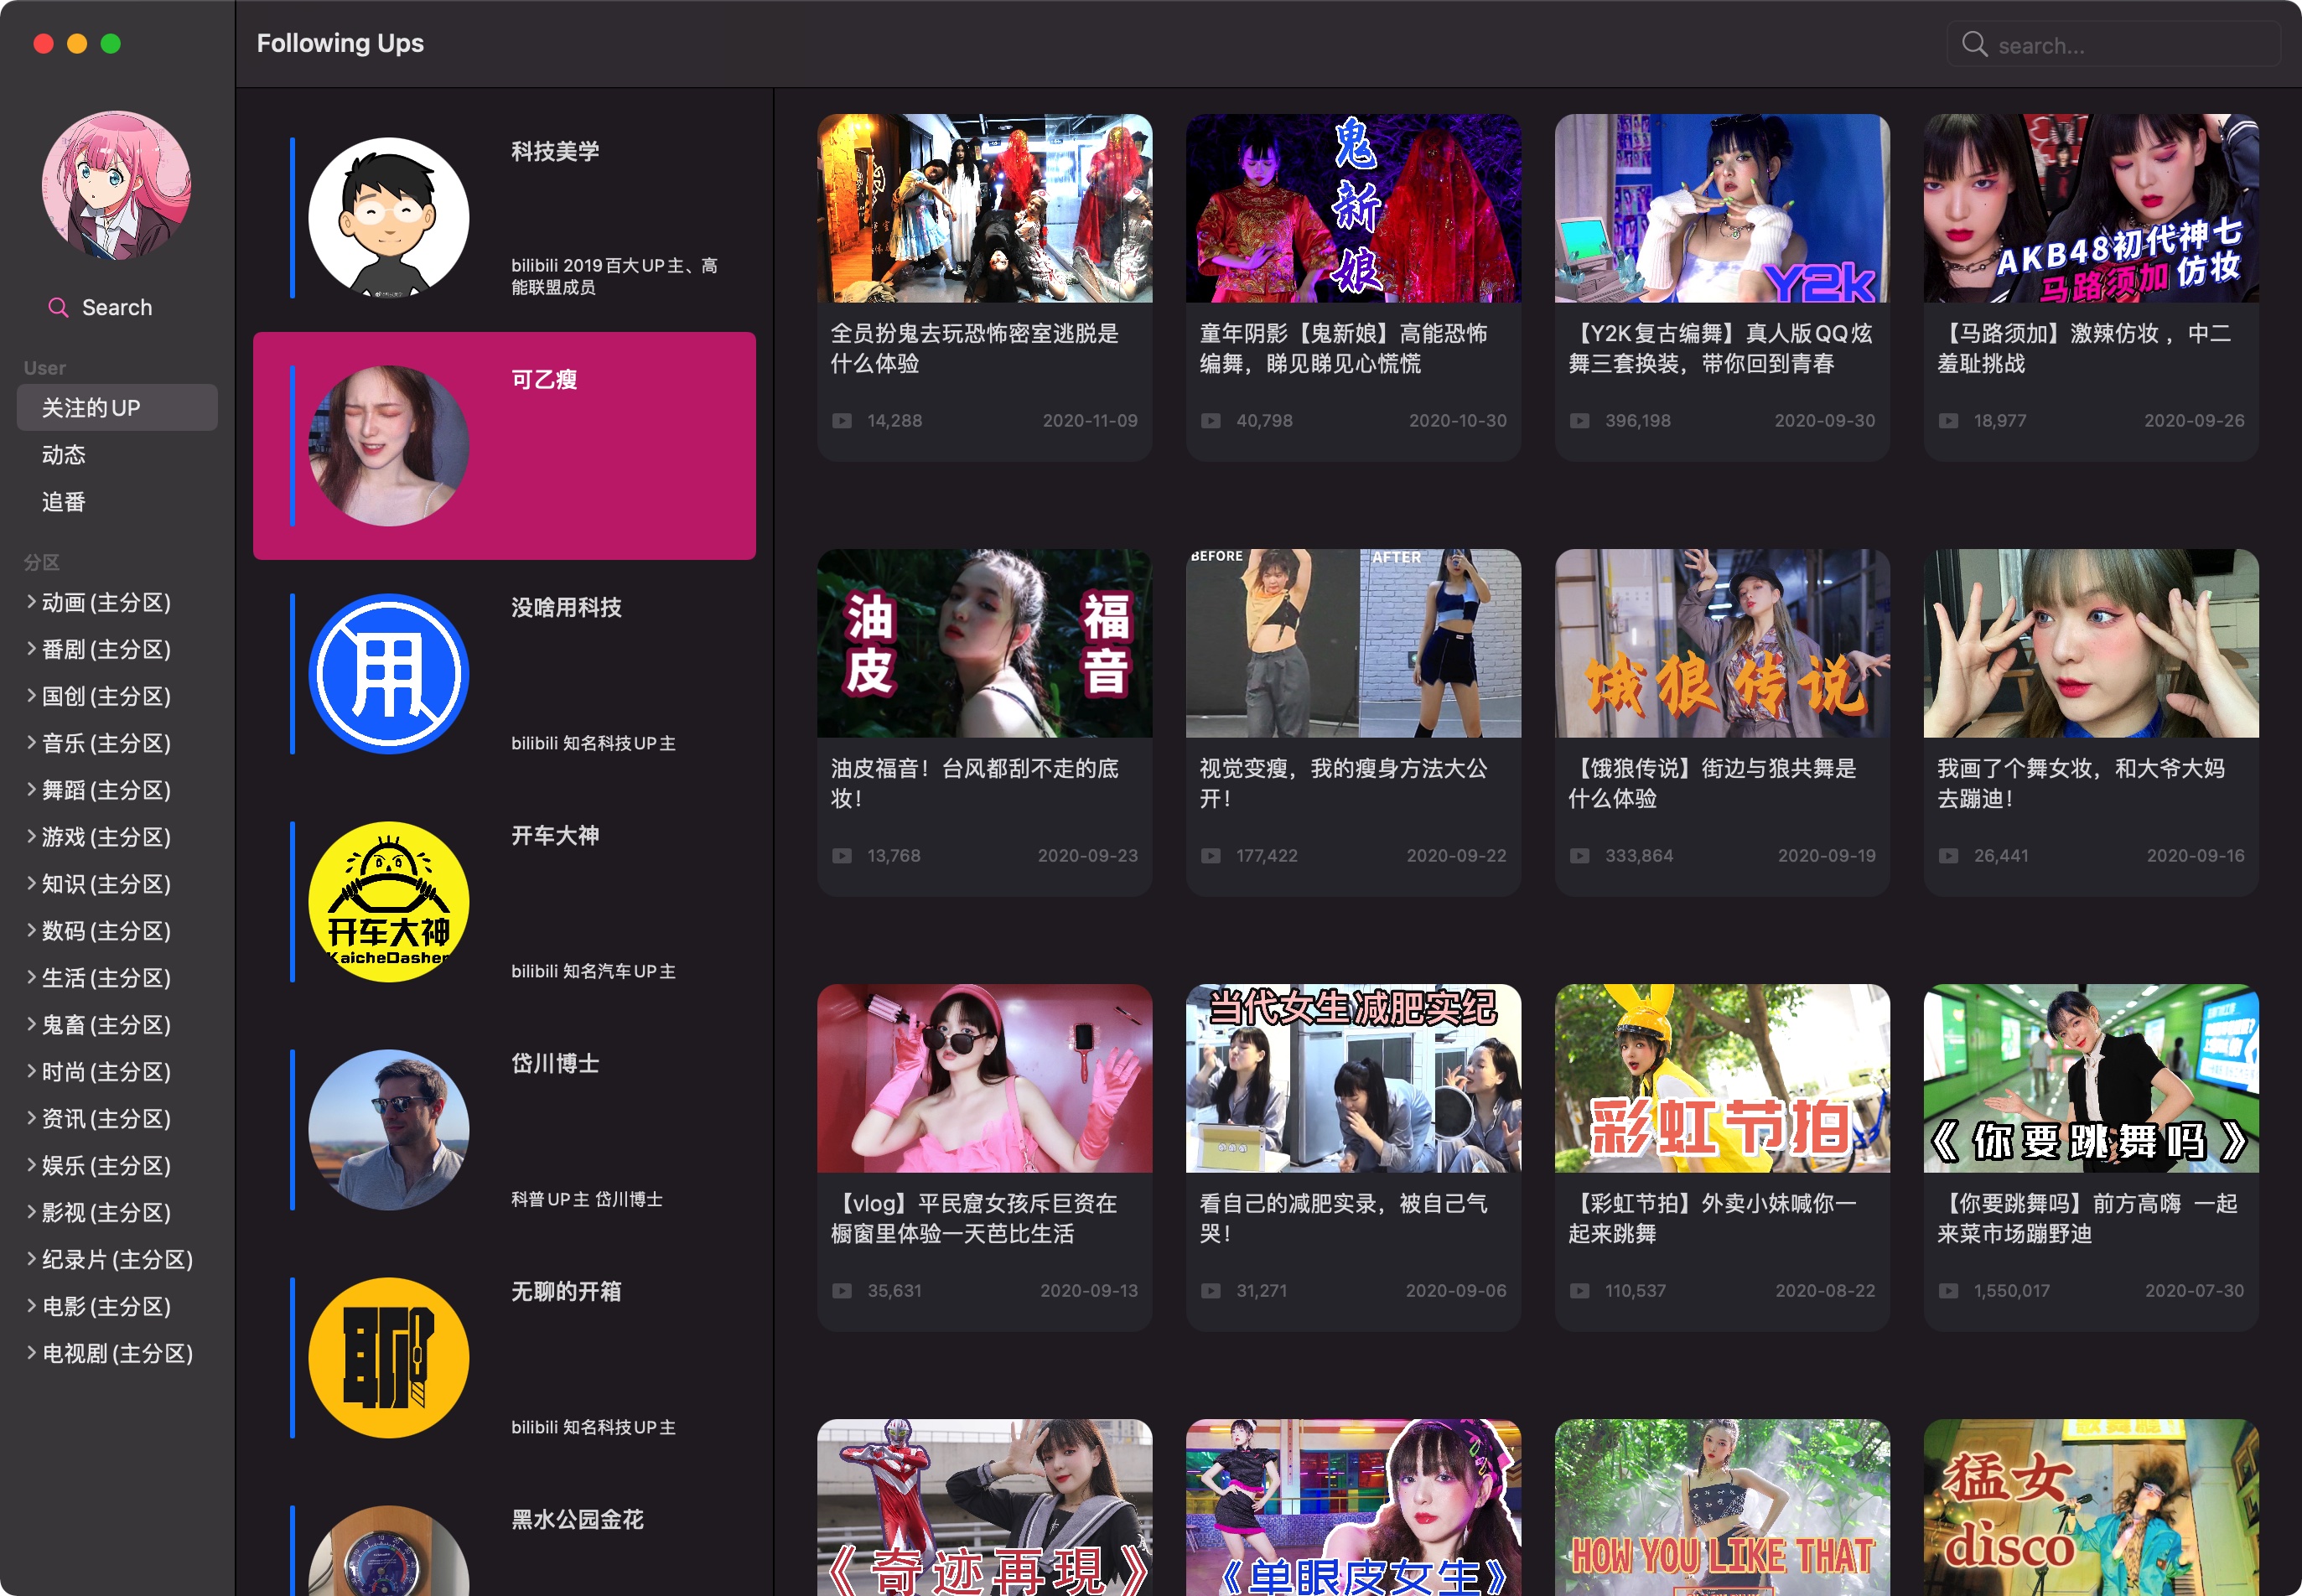 Following Ups
search...
Search
User
关注的UP
动态
追番
分区
动画(主分区)
番剧(主分区)
国创(主分区)
音乐(主分区)
舞蹈(主分区)
游戏(主分区)
知识(主分区)
数码(主分区)
生活(主分区)
鬼畜(主分区)
时尚(主分区)
资讯(主分区)
娱乐(主分区)
影视(主分区)
纪录片(主分区)
电影(主分区)
电视剧(主分区)
科技美学
bilibili 2019百大UP主、高
能联盟成员
可乙瘦
用
没啥用科技
bilibili 知名科技UP主
开车大神
KaicheDasher
开车大神
bilibili 知名汽车UP主
岱川博士
科普UP主 岱川博士
无聊的开箱
bilibili 知名科技UP主
黑水公园金花
全员扮鬼去玩恐怖密室逃脱是
什么体验
14,288
2020-11-09
鬼新娘
童年阴影【鬼新娘】高能恐怖
编舞，睇见睇见心慌慌
40,798
2020-10-30
Y2k
【Y2K复古编舞】真人版QQ炫
舞三套换装，带你回到青春
396,198
2020-09-30
AKB48初代神七
马路须加 仿妆
【马路须加】激辣仿妆，中二
羞耻挑战
18,977
2020-09-26
油皮
福音
油皮福音！台风都刮不走的底
妆！
13,768
2020-09-23
BEFORE
AFTER
视觉变瘦，我的瘦身方法大公
开！
177,422
2020-09-22
饿狼传说
【饿狼传说】街边与狼共舞是
什么体验
333,864
2020-09-19
我画了个舞女妆，和大爷大妈
去蹦迪！
26,441
2020-09-16
【vlog】平民窟女孩斥巨资在
橱窗里体验一天芭比生活
35,631
2020-09-13
当代女生减肥实纪
看自己的减肥实录，被自己气
哭！
31,271
2020-09-06
彩虹节拍
【彩虹节拍】外卖小妹喊你一
起来跳舞
110,537
2020-08-22
《你要跳舞吗》
【你要跳舞吗】前方高嗨 一起
来菜市场蹦野迪
1,550,017
2020-07-30
《奇迹再現》
《单眼皮女生》
HOW YOU LIKE THAT
猛女
disco